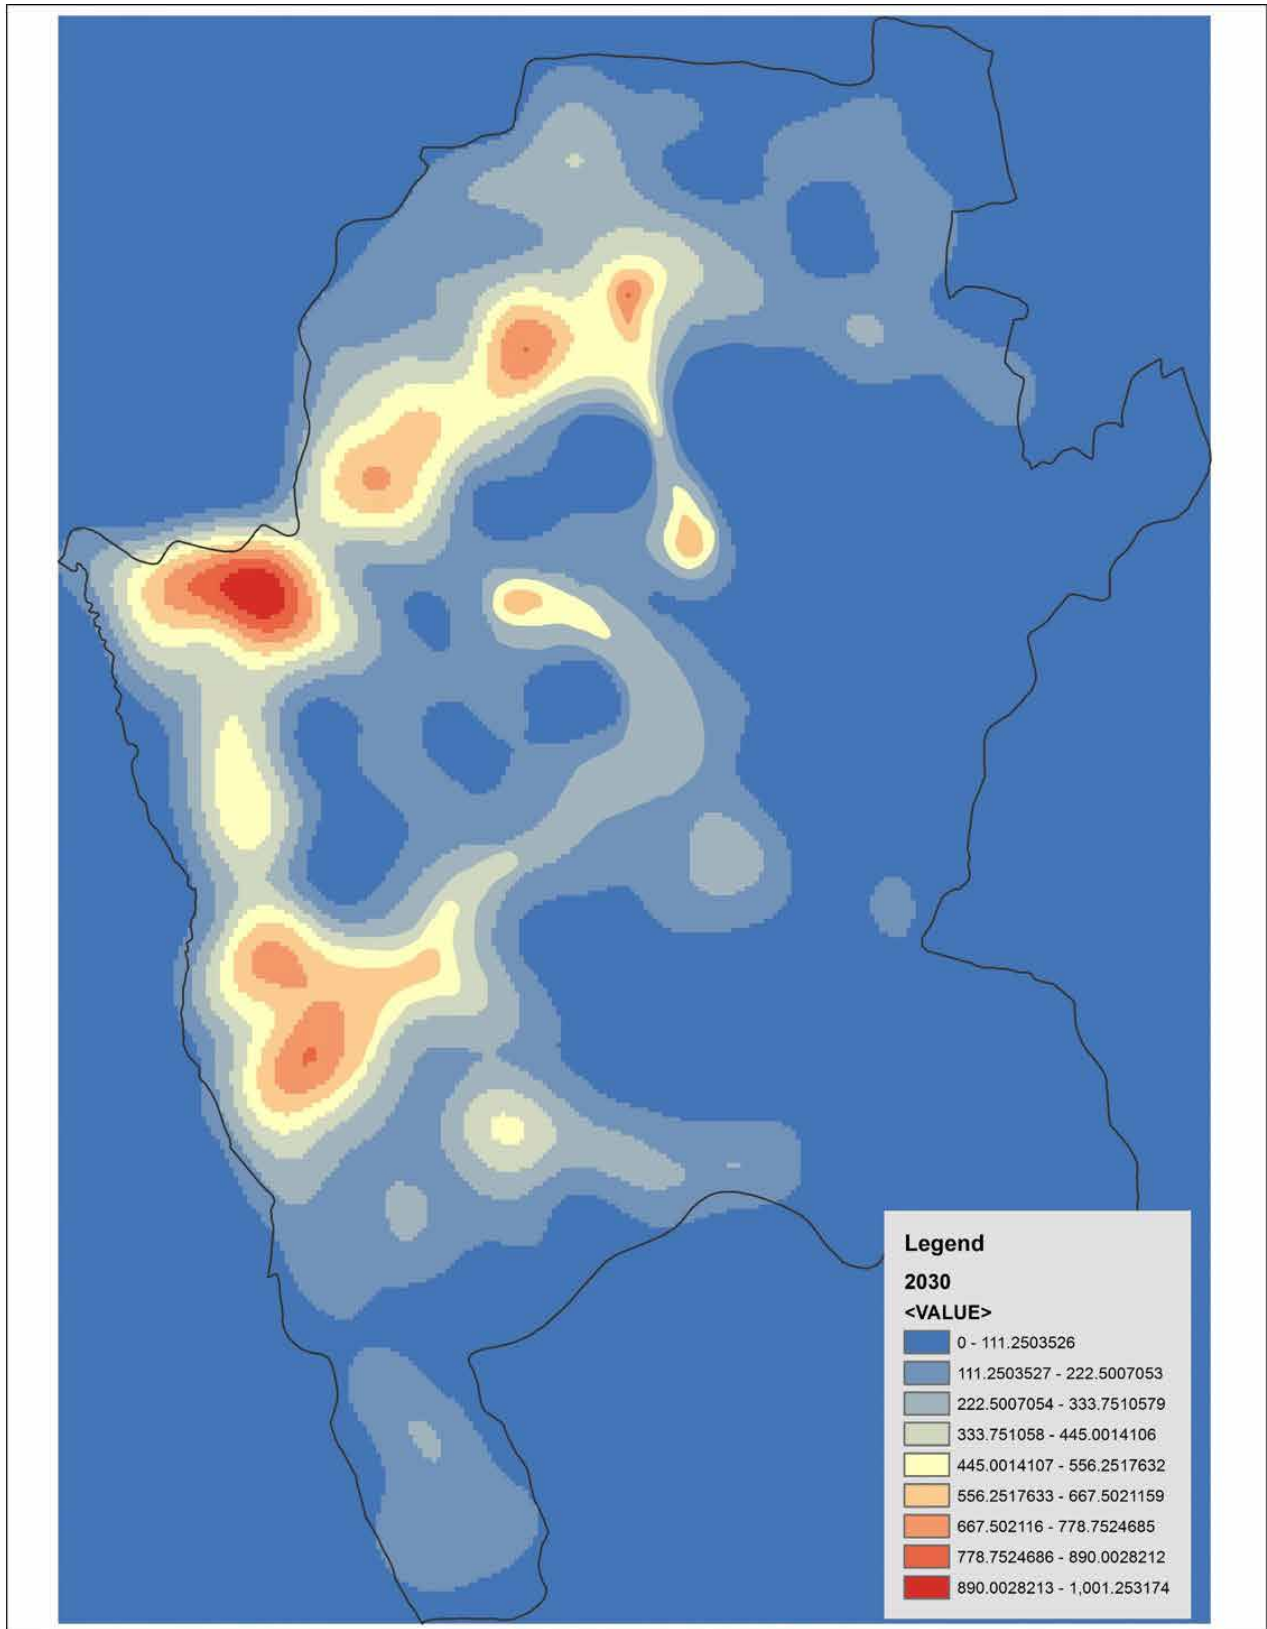 Legend
2030
<VALUE>
0 - 111.2503526
111.2503527 - 222.5007053
222.5007054 - 333.7510579
333.751058 - 445.0014106
445.0014107 - 556.2517632
556.2517633 - 667.5021159
667.502116 - 778.7524685
778.7524686 - 890.0028212
890.0028213 - 1,001.253174